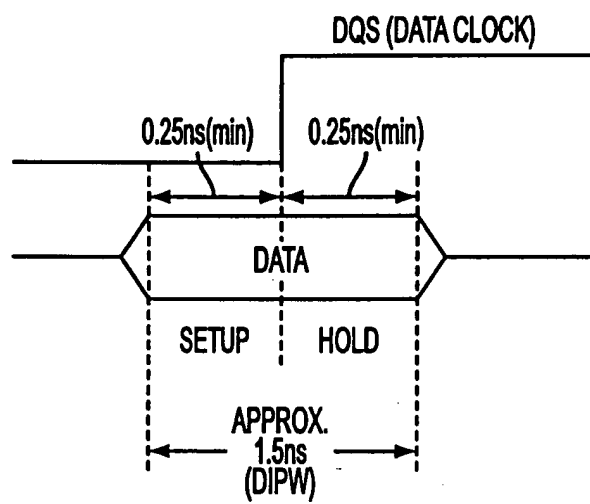 DQS (DATA CLOCK)
0.25ns(min) 0.25ns(min)
DATA
SETUP HOLD
APPROX.
1.5ns
(DIPW)